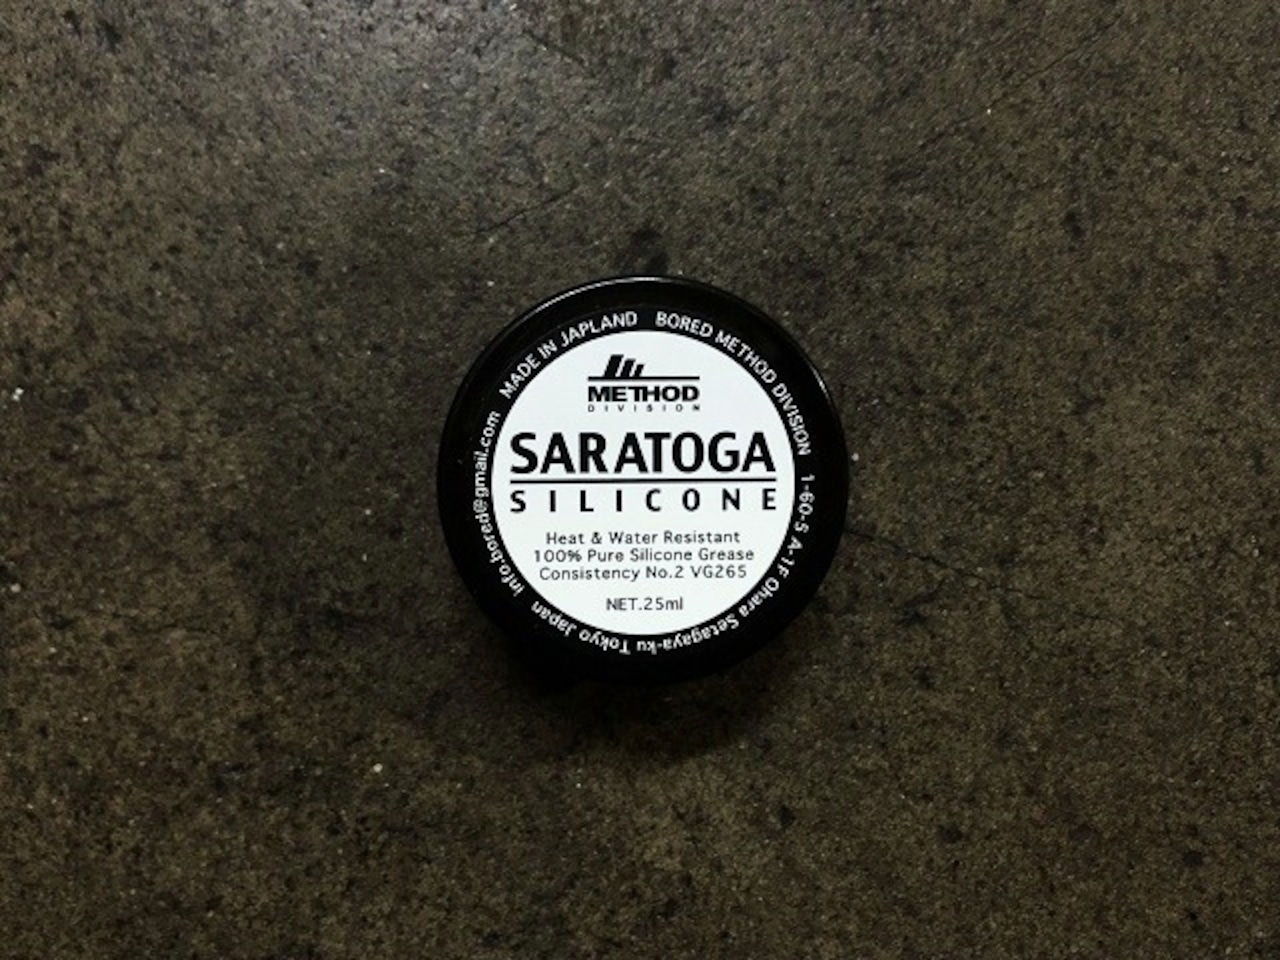 MADE IN JAPLAND
BORED METHOD DIVISION
1-60-5 A-1F Ohara Setagaya-ku Tokyo Japan
info.bored@gmail.com
METHOD
DIVISION
SARATOGA
SILICONE
Heat & Water Resistant
100% Pure Silicone Grease
Consistency No.2 VG265
NET.25ml